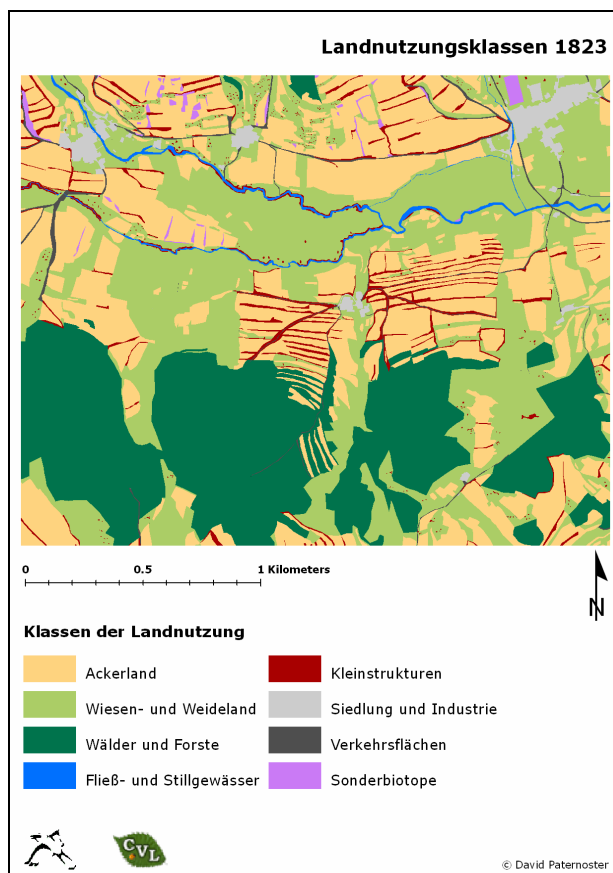 Landnutzungsklassen 1823
0 0.5 1 Kilometers
N
Klassen der Landnutzung
Ackerland
Wiesen- und Weideland
Wälder und Forste
Fließ- und Stillgewässer
Kleinstrukturen
Siedlung und Industrie
Verkehrsflächen
Sonderbiotope
CVL
© David Paternoster